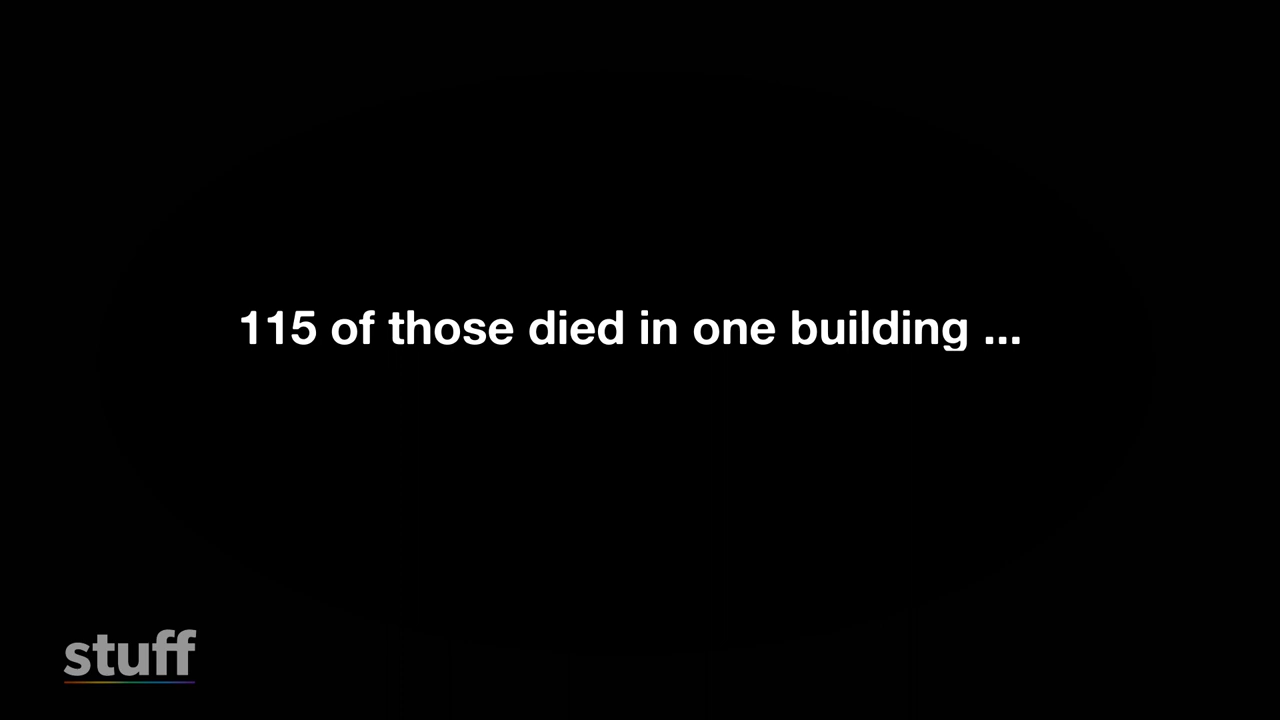 115 of those died in one building ...
stuff